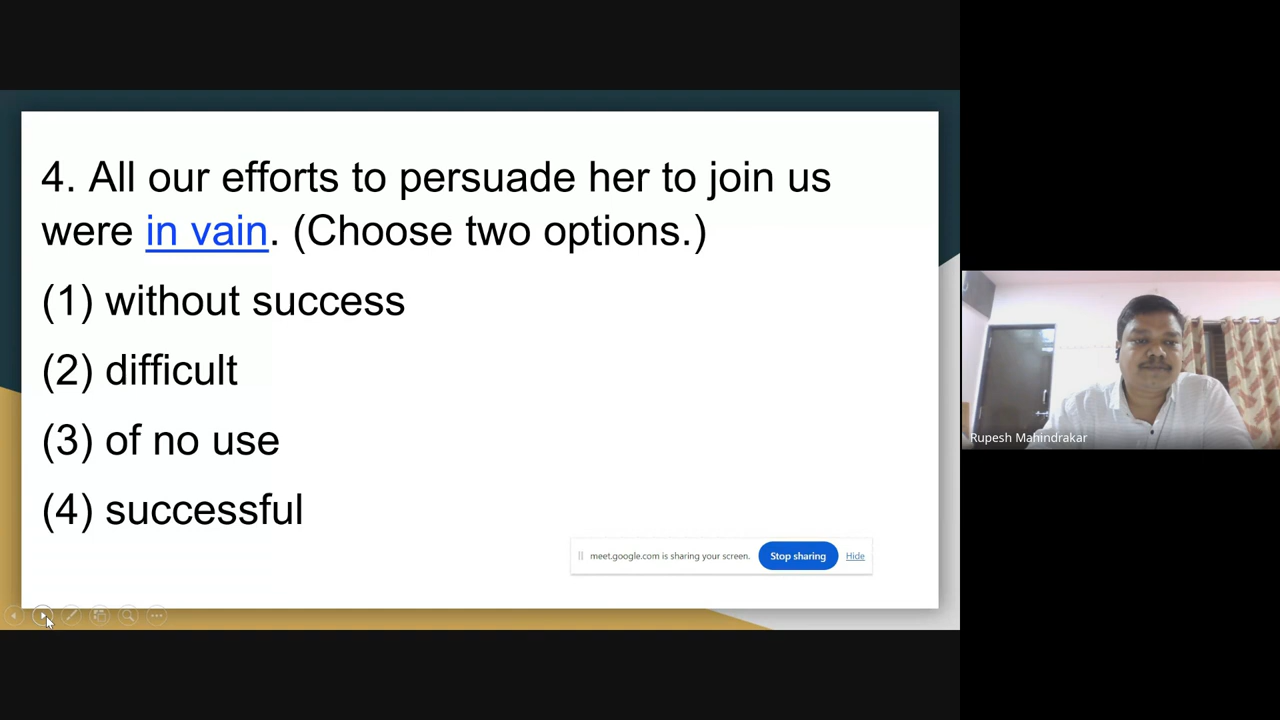 4. All our efforts to persuade her to join us
were in vain. (Choose two options.)
(1) without success
(2) difficult
(3) of no use
(4) successful
meet.google.com is sharing your screen. Stop sharing Hide
Rupesh Mahindrakar